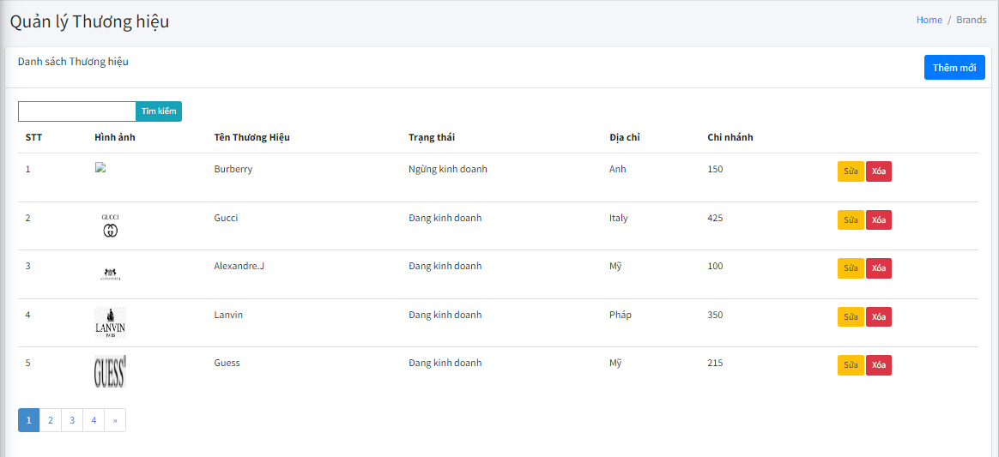 Quản lý Thương hiệu
Home / Brands
Danh sách Thương hiệu
Thêm mới
Tìm kiếm
STT Hình ảnh Tên Thương Hiệu Trạng thái Địa chỉ Chi nhánh
1 Burberry Ngừng kinh doanh Anh 150 Sửa Xóa
2 GUCCI Gucci Đang kinh doanh Italy 425 Sửa Xóa
3 Alexandre.J Đang kinh doanh Mỹ 100 Sửa Xóa
4 LANVIN PARIS Lanvin Đang kinh doanh Pháp 350 Sửa Xóa
5 GUESS Guess Đang kinh doanh Mỹ 215 Sửa Xóa
1 2 3 4 »